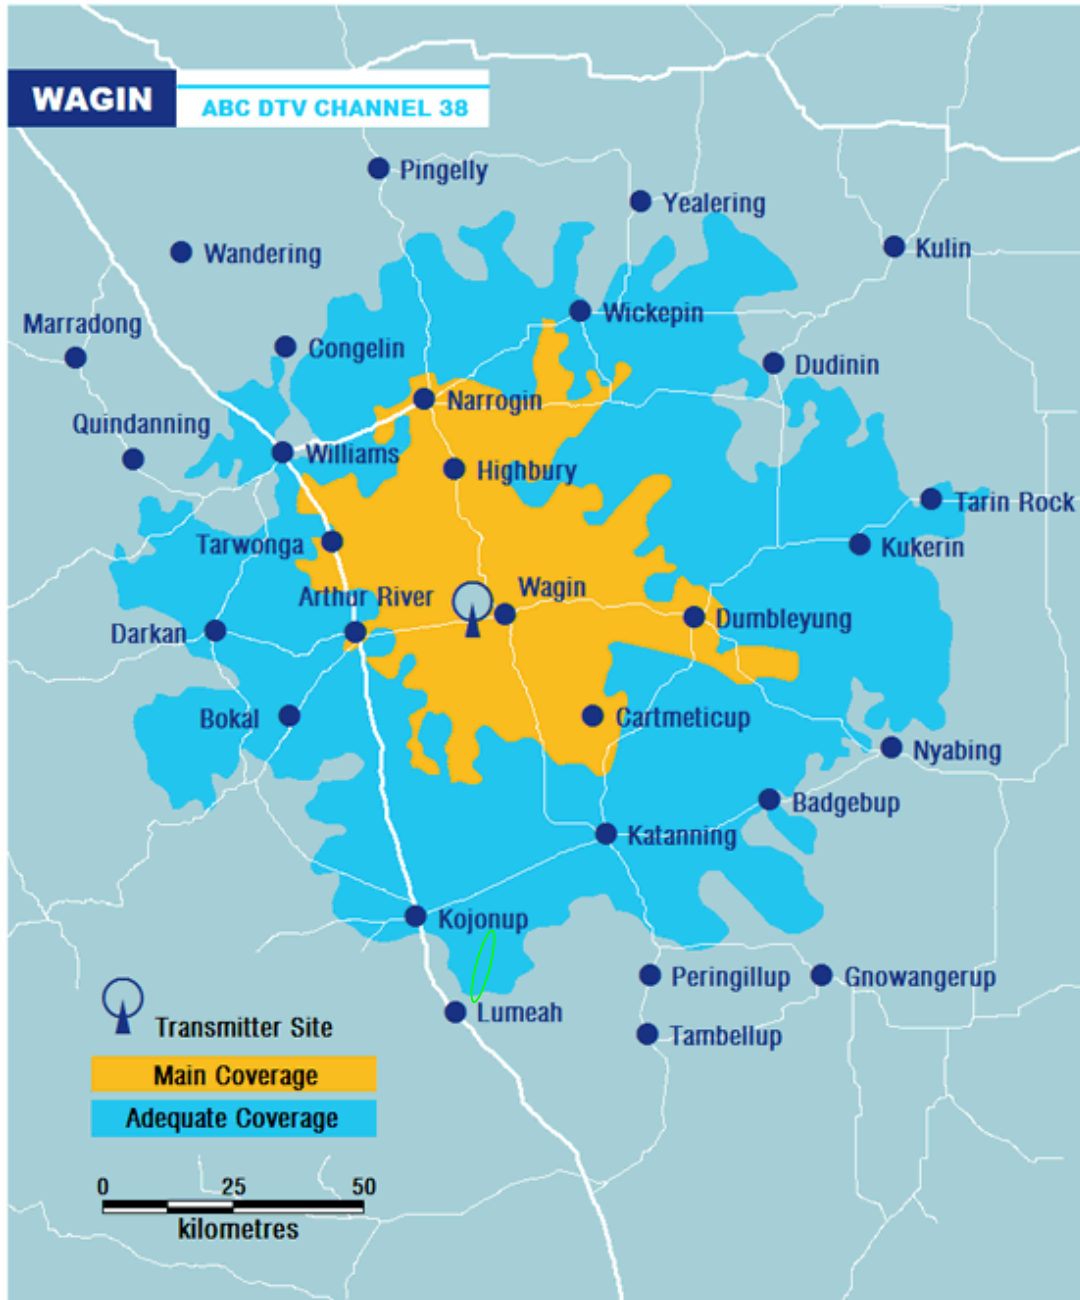 WAGIN
ABC DTV CHANNEL 38
Pingelly
Yealering
Wandering
Kulin
Wickepin
Marradong
Congelin
Dudinin
Narrogin
Quindanning
Williams
Highbury
Tarin Rock
Tarwonga
Kukerin
Wagin
Arthur River
Dumbleyung
Darkan
Bokal
Cartmeticup
Nyabing
Badgebup
Katanning
Kojonup
Peringillup
Gnowangerup
Lumeah
Transmitter Site
Tambellup
Main Coverage
Adequate Coverage
0 25 50
kilometres